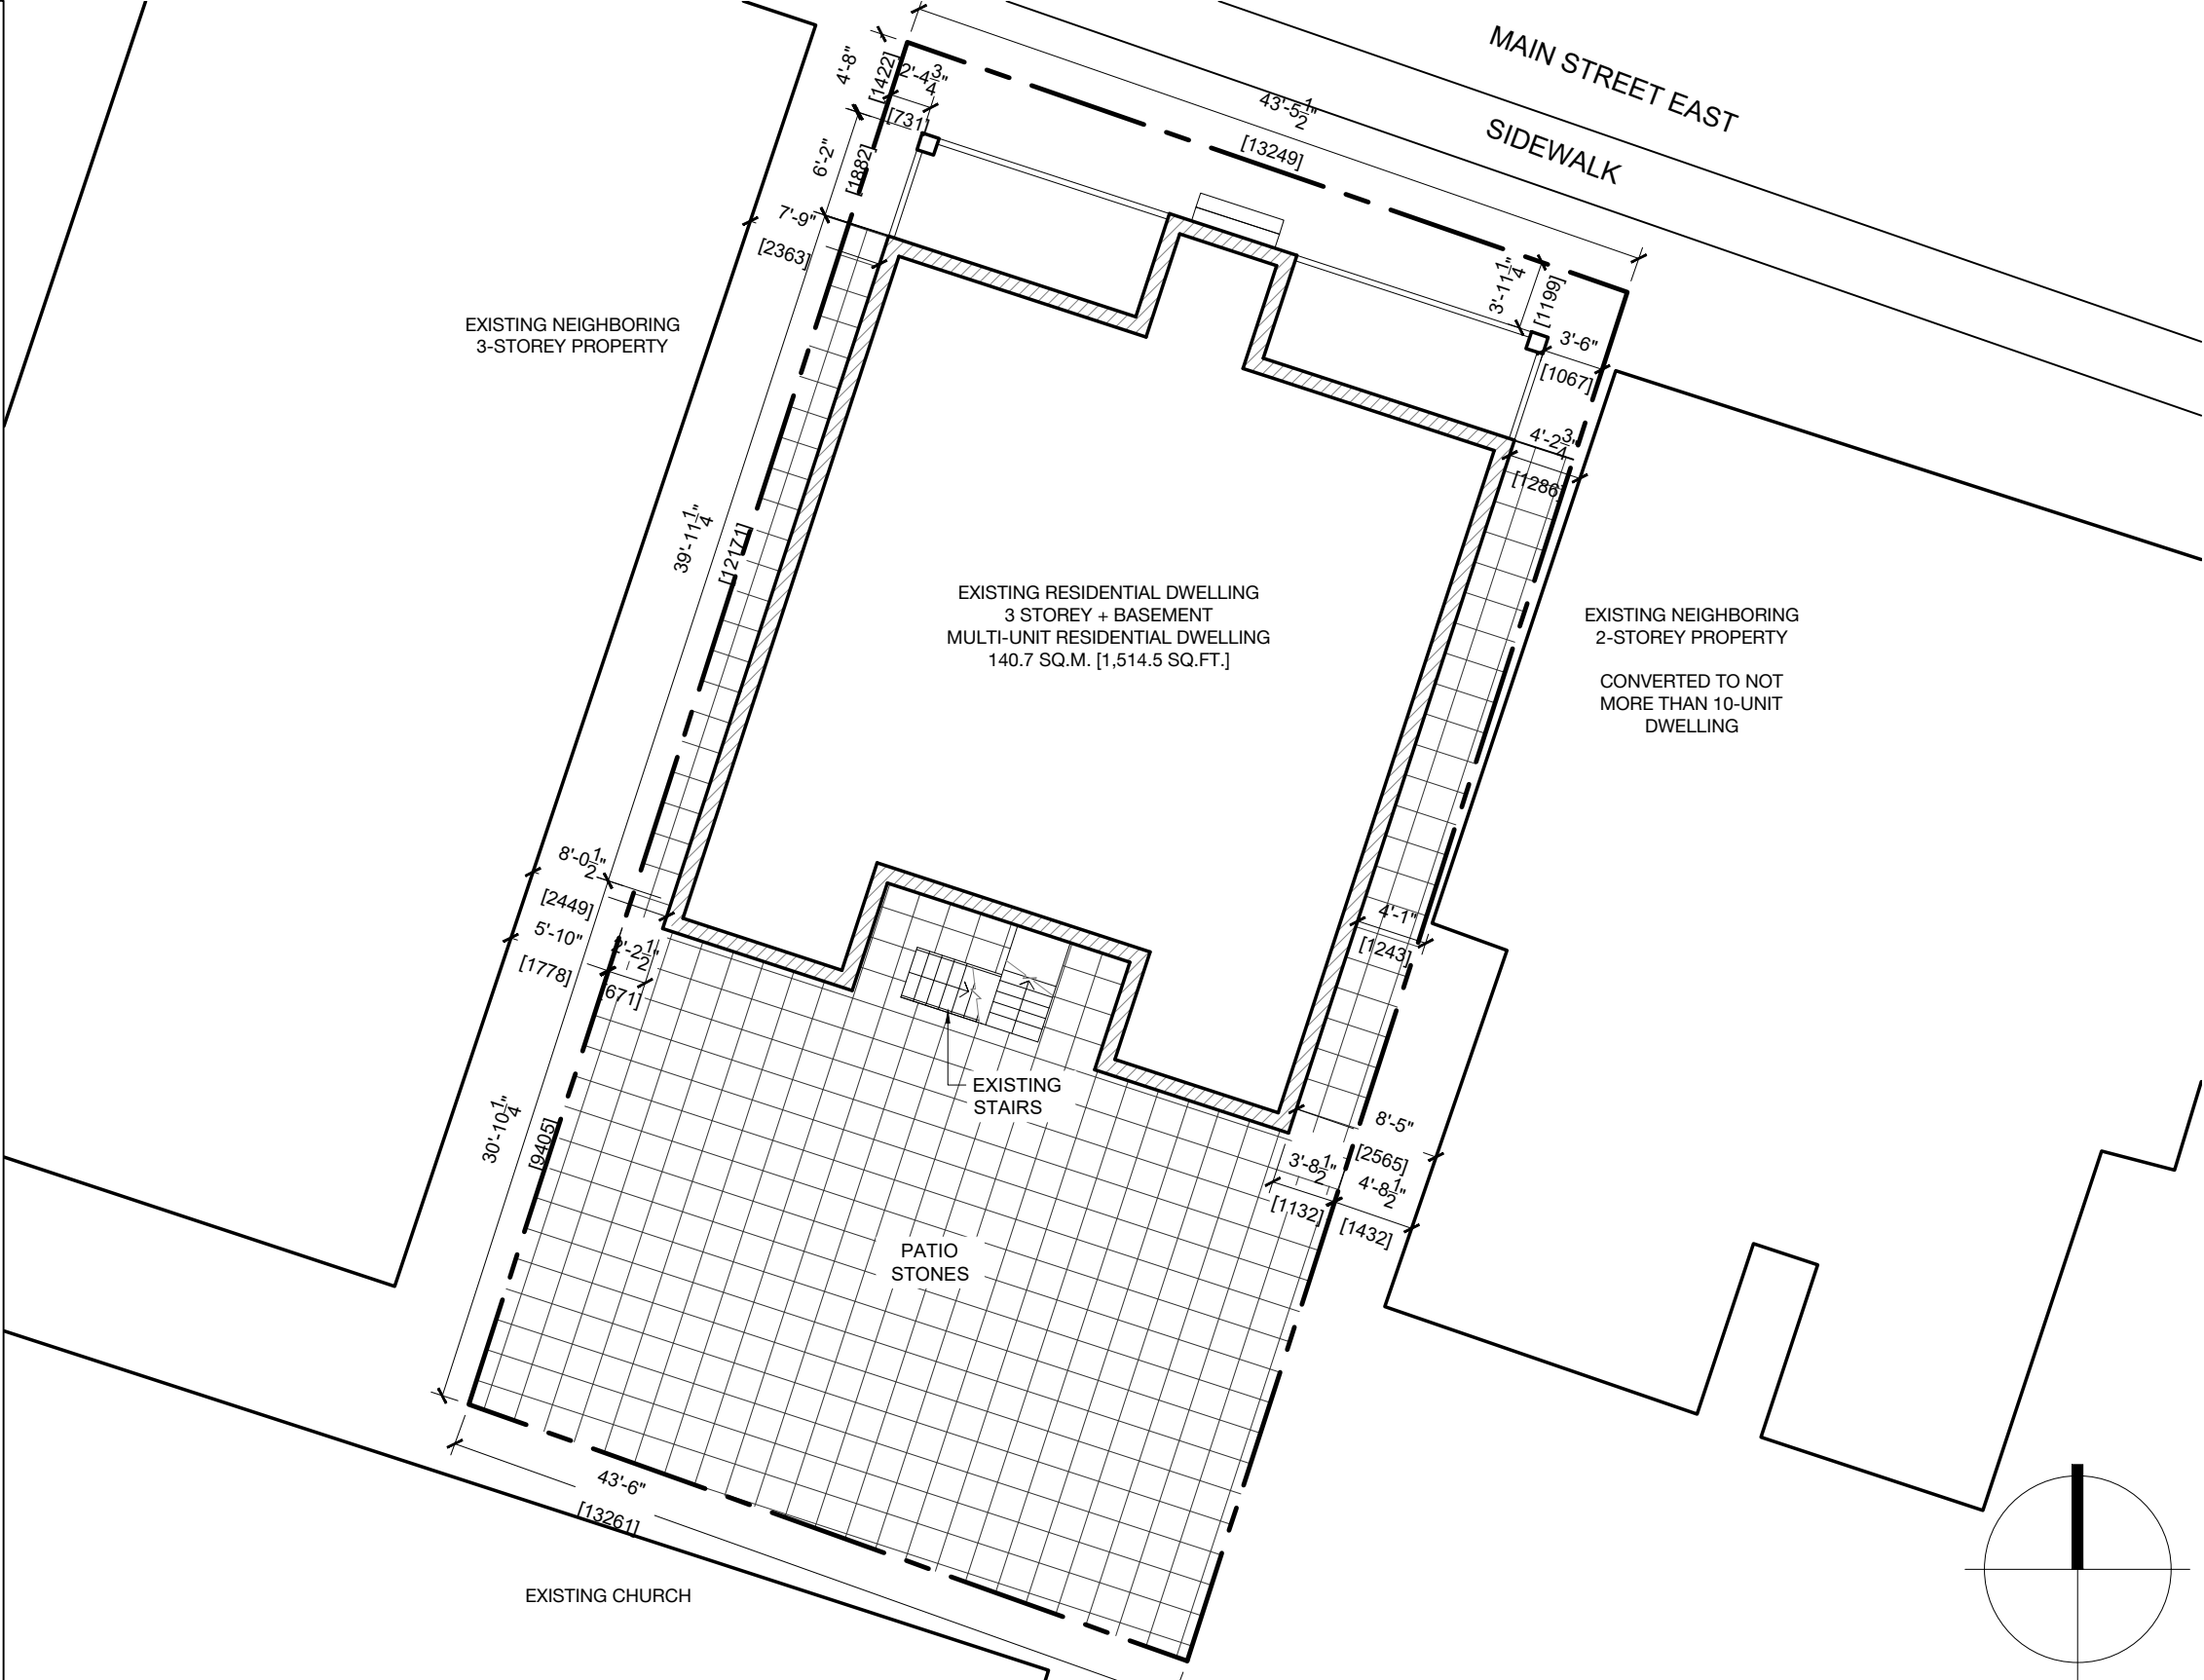 MAIN STREET EAST
SIDEWALK
4'-8"
[1422]
2'-4 3/4"
[731]
43'-5 1/2"
[13249]
6'-2"
[1882]
7'-9"
[2363]
3'-11 1/4"
[1199]
3'-6"
[1067]
4'-2 3/4"
[1286]
EXISTING NEIGHBORING
3-STOREY PROPERTY
39'-11 1/4"
[12171]
EXISTING RESIDENTIAL DWELLING
3 STOREY + BASEMENT
MULTI-UNIT RESIDENTIAL DWELLING
140.7 SQ.M. [1,514.5 SQ.FT.]
EXISTING NEIGHBORING
2-STOREY PROPERTY
CONVERTED TO NOT
MORE THAN 10-UNIT
DWELLING
8'-0 1/2"
[2449]
5'-10"
[1778]
2'-2 1/2"
[671]
4'-1"
[1243]
EXISTING
STAIRS
30'-10 1/4"
[9405]
8'-5"
[2565]
3'-8 1/2"
[1132]
4'-8 1/2"
[1432]
PATIO
STONES
43'-6"
[13261]
EXISTING CHURCH